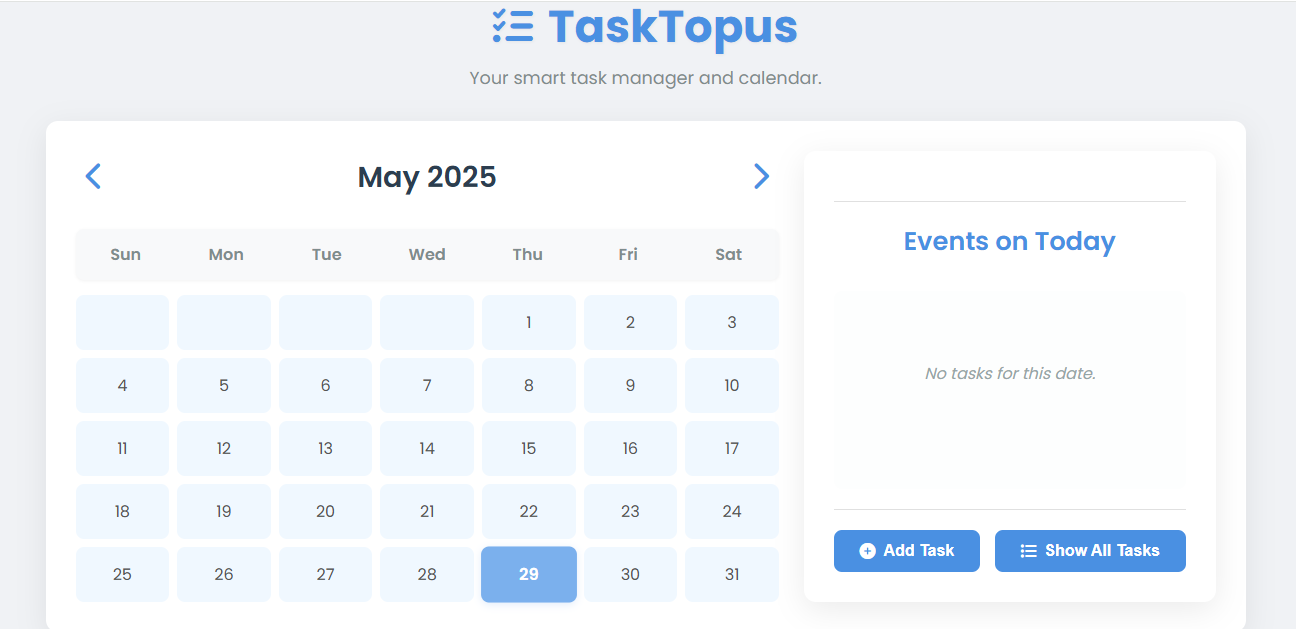 TaskTopus
Your smart task manager and calendar.
May 2025
Sun Mon Tue Wed Thu Fri Sat
1 2 3
4 5 6 7 8 9 10
11 12 13 14 15 16 17
18 19 20 21 22 23 24
25 26 27 28 29 30 31
Events on Today
No tasks for this date.
Add Task
Show All Tasks